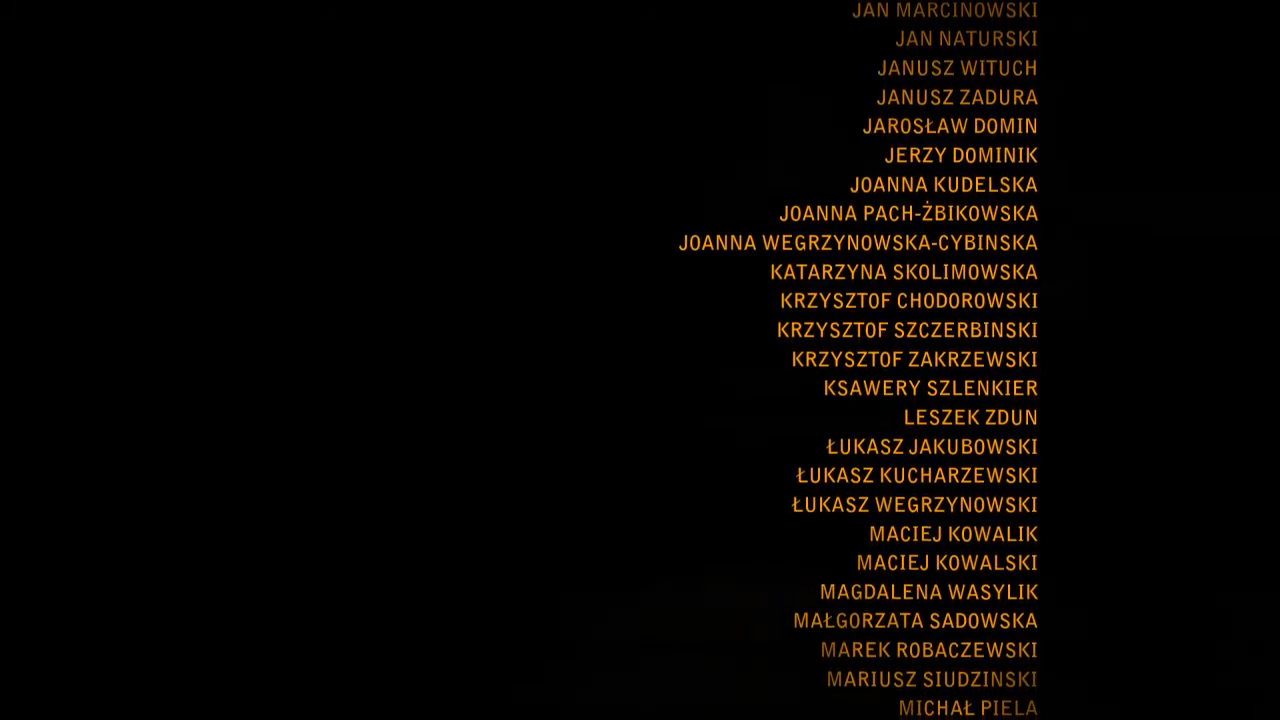 JAN MARCINOWSKI
JAN NATURSKI
JANUSZ WITUCH
JANUSZ ZADURA
JAROSŁAW DOMIN
JERZY DOMINIK
JOANNA KUDELSKA
JOANNA PACH-ŻBIKOWSKA
JOANNA WEGRZYNOWSKA-CYBINSKA
KATARZYNA SKOLIMOWSKA
KRZYSZTOF CHODOROWSKI
KRZYSZTOF SZCZERBINSKI
KRZYSZTOF ZAKRZEWSKI
KSAWERY SZLENKIER
LESZEK ZDUN
ŁUKASZ JAKUBOWSKI
ŁUKASZ KUCHARZEWSKI
ŁUKASZ WEGRZYNOWSKI
MACIEJ KOWALIK
MACIEJ KOWALSKI
MAGDALENA WASYLIK
MAŁGORZATA SADOWSKA
MAREK ROBACZEWSKI
MARIUSZ SIUDZINSKI
MICHAŁ PIELA